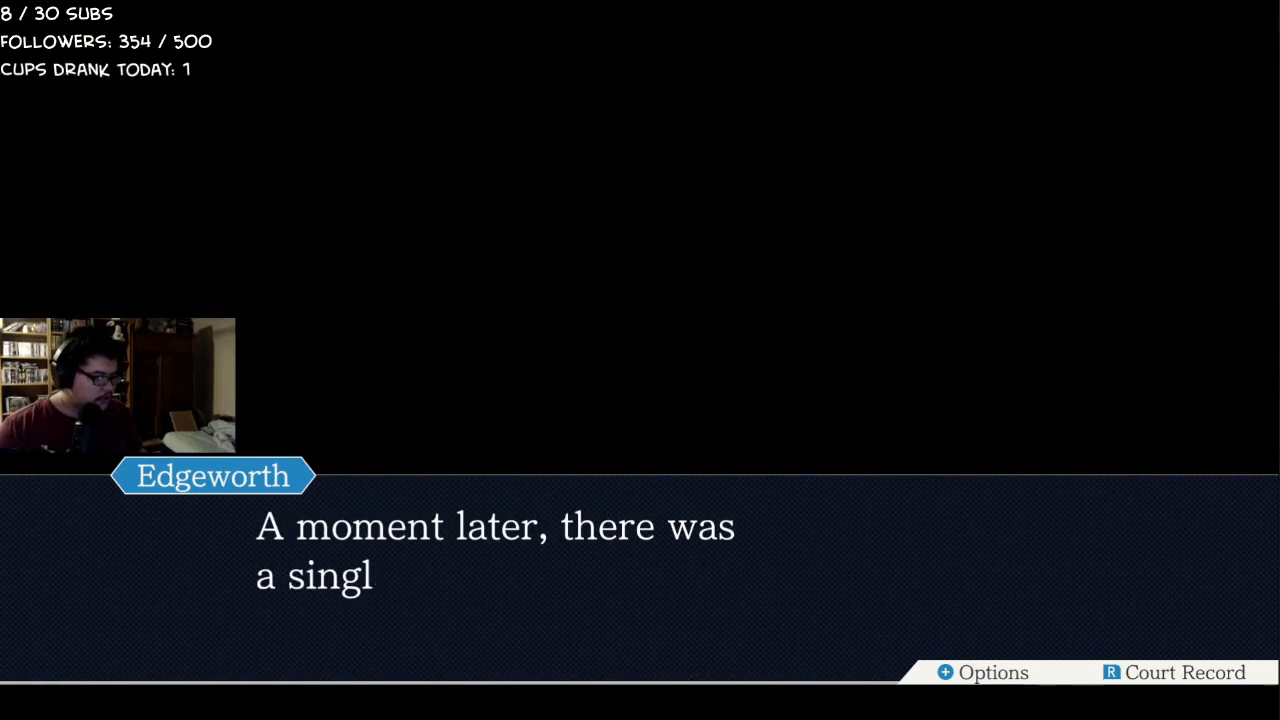 8 / 30 SUBS
FOLLOWERS: 354 / 500
CUPS DRANK TODAY: 1
Edgeworth
A moment later, there was
a singl
+ Options
R Court Record